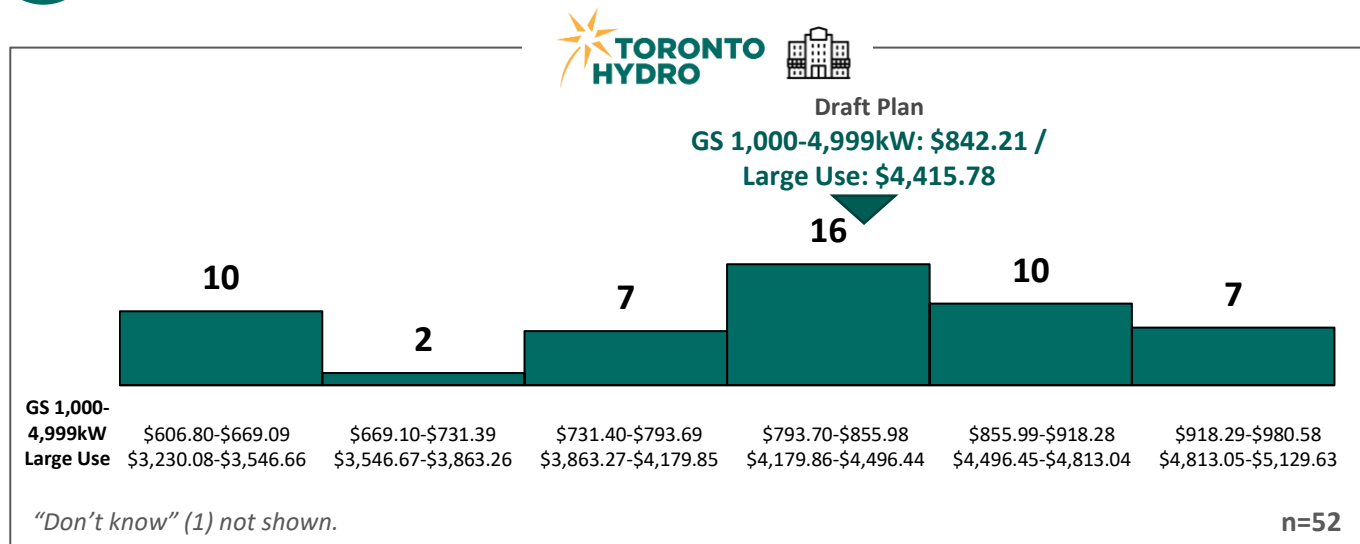 TORONTO
HYDRO
Draft Plan
GS 1,000-4,999kW: $842.21 /
Large Use: $4,415.78
10
2
7
16
10
7
GS 1,000-
4,999kW $606.80-$669.09 $669.10-$731.39 $731.40-$793.69 $793.70-$855.98 $855.99-$918.28 $918.29-$980.58
Large Use $3,230.08-$3,546.66 $3,546.67-$3,863.26 $3,863.27-$4,179.85 $4,179.86-$4,496.44 $4,496.45-$4,813.04 $4,813.05-$5,129.63
“Don’t know” (1) not shown. n=52